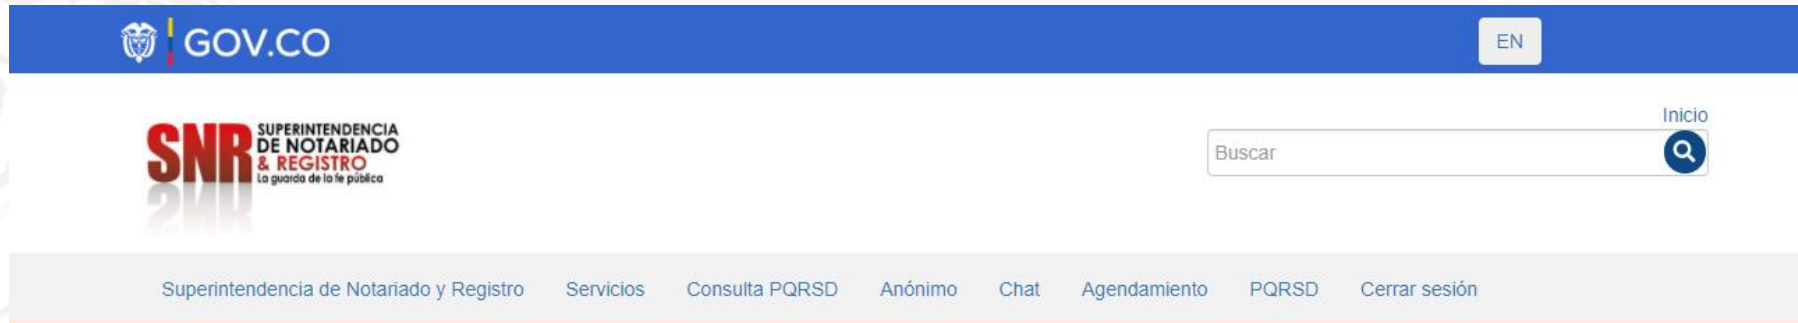 GOV.CO
EN
SNR
SUPERINTENDENCIA
DE NOTARIADO
& REGISTRO
La guarda de la fe pública
Inicio
Buscar
Superintendencia de Notariado y Registro Servicios Consulta PQRSD Anónimo Chat Agendamiento PQRSD Cerrar sesión